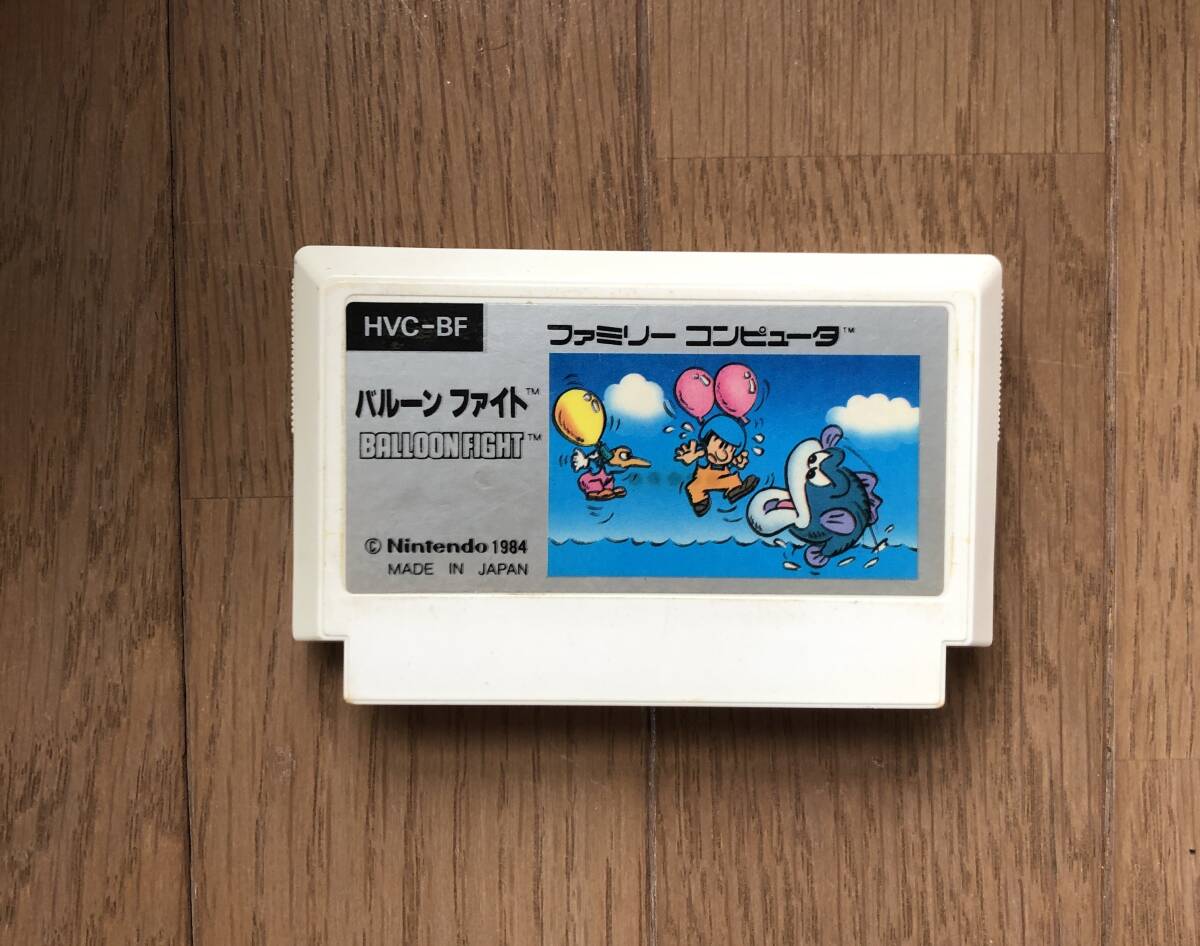 HVC-BF
ファミリー コンピュータ™
バルーン ファイト™
BALLOON FIGHT™
© Nintendo 1984
MADE IN JAPAN